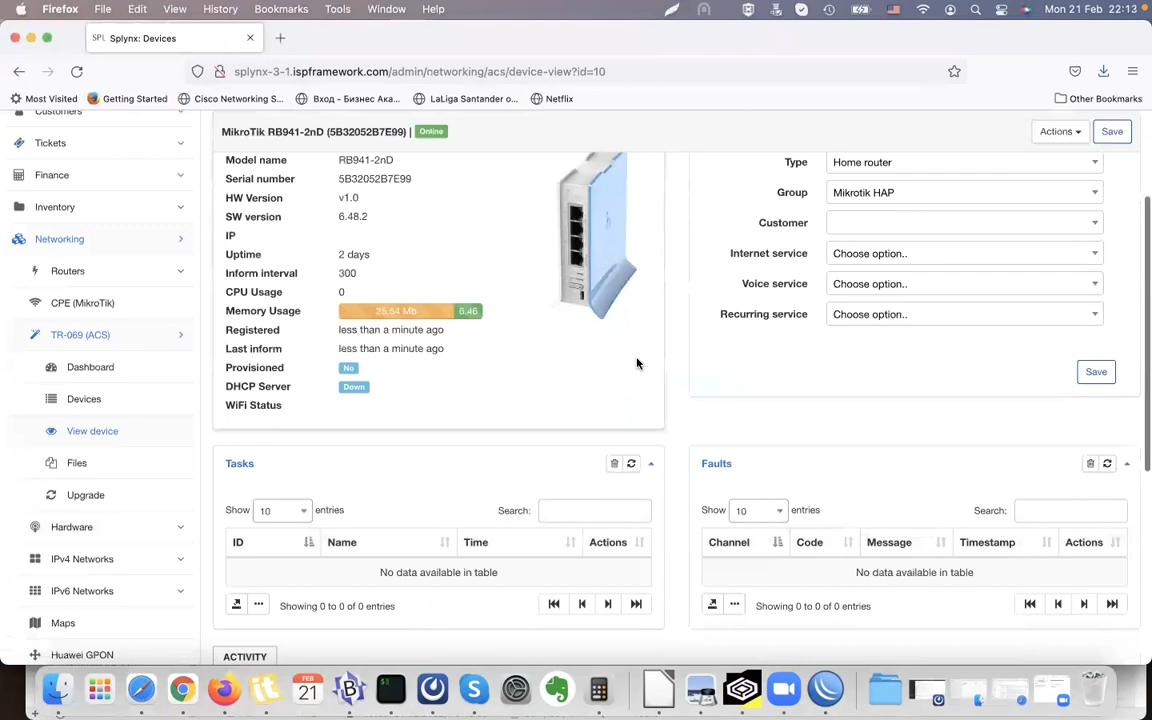 Firefox File Edit View History Bookmarks Tools Window Help Mon 21 Feb 22:13
SPL Splynx: Devices
splynx-3-1.ispframework.com/admin/networking/acs/device-view?id=10
Most Visited Getting Started Cisco Networking S... Вход - Бизнес Ака... LaLiga Santander o... Netflix Other Bookmarks
Customers
Tickets
Finance
Inventory
Networking
Routers
CPE (MikroTik)
TR-069 (ACS)
Dashboard
Devices
View device
Files
Upgrade
Hardware
IPv4 Networks
IPv6 Networks
Maps
Huawei GPON
MikroTik RB941-2nD (5B32052B7E99) | Online Actions Save
Model name RB941-2nD
Serial number 5B32052B7E99
HW Version v1.0
SW version 6.48.2
IP
Uptime 2 days
Inform interval 300
CPU Usage 0
Memory Usage 25.54 Mb 6.46
Registered less than a minute ago
Last inform less than a minute ago
Provisioned No
DHCP Server Down
WiFi Status
Type Home router
Group Mikrotik HAP
Customer
Internet service Choose option..
Voice service Choose option..
Recurring service Choose option..
Save
Tasks
Show 10 entries Search:
ID Name Time Actions
No data available in table
Showing 0 to 0 of 0 entries
Faults
Show 10 entries Search:
Channel Code Message Timestamp Actions
No data available in table
Showing 0 to 0 of 0 entries
ACTIVITY
FEB
21